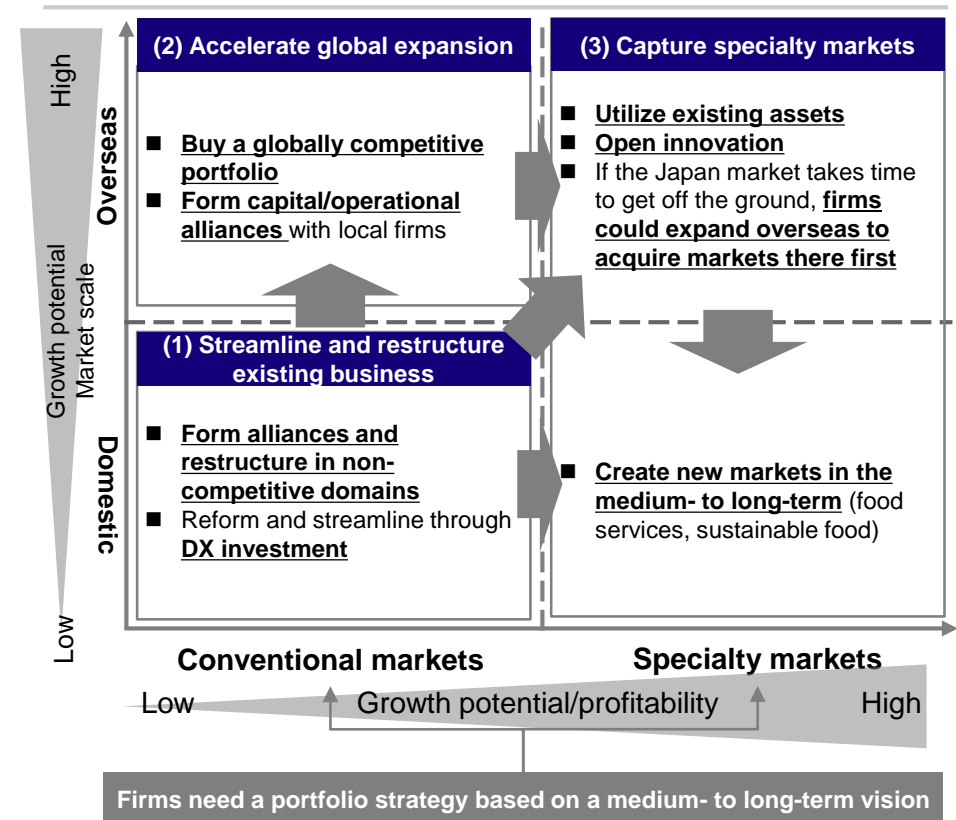 High
Overseas
Growth potential
Market scale
Domestic
Low
(2) Accelerate global expansion
■ Buy a globally competitive
portfolio
■ Form capital/operational
alliances with local firms
(3) Capture specialty markets
■ Utilize existing assets
■ Open innovation
■ If the Japan market takes time
to get off the ground, firms
could expand overseas to
acquire markets there first
(1) Streamline and restructure
existing business
■ Form alliances and
restructure in non-
competitive domains
■ Reform and streamline through
DX investment
■ Create new markets in the
medium- to long-term (food
services, sustainable food)
Conventional markets
Specialty markets
Low
Growth potential/profitability
High
Firms need a portfolio strategy based on a medium- to long-term vision